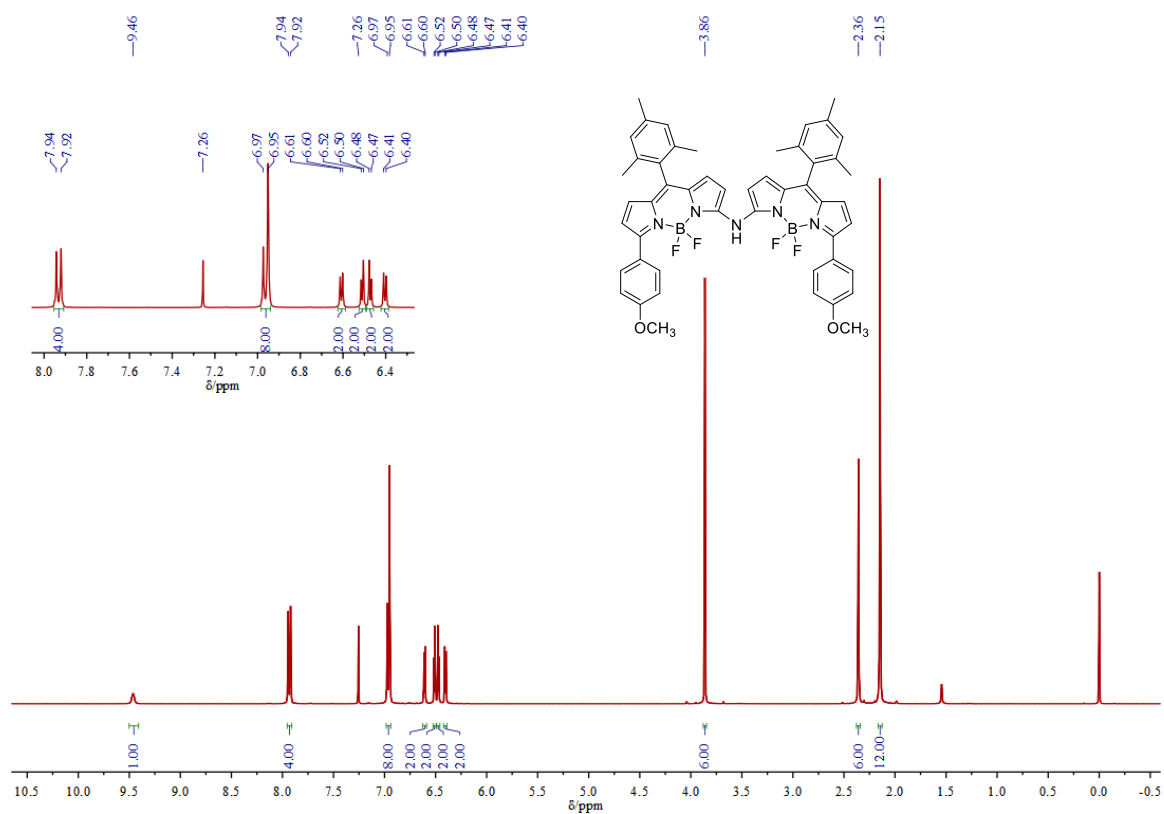 9.46 7.94 7.92 7.26 6.97 6.95 6.61 6.60 6.52 6.50 6.48 6.47 6.41 6.40 3.86 2.36 2.15
7.94 7.92 7.26 6.97 6.95 6.61 6.60 6.52 6.50 6.48 6.47 6.41 6.40
4.00 8.00 2.00 2.00 2.00 2.00
8.0 7.8 7.6 7.4 7.2 7.0 6.8 6.6 6.4
δ/ppm
N N N N N
B H B
F F F F
OCH3 OCH3
1.00 4.00 8.00 2.00 2.00 2.00 2.00 6.00 6.00 12.00
10.5 10.0 9.5 9.0 8.5 8.0 7.5 7.0 6.5 6.0 5.5 5.0 4.5 4.0 3.5 3.0 2.5 2.0 1.5 1.0 0.5 0.0 -0.5
δ/ppm